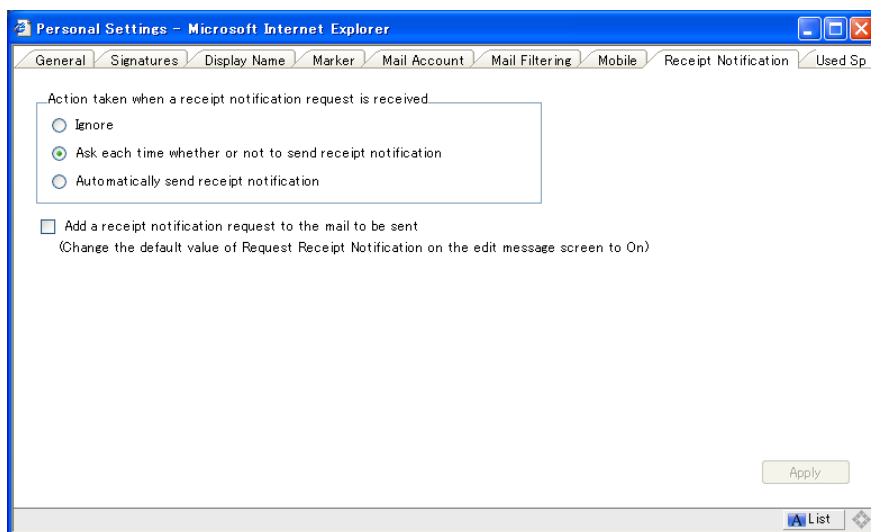 Personal Settings - Microsoft Internet Explorer
General Signatures Display Name Marker Mail Account Mail Filtering Mobile Receipt Notification Used Sp
Action taken when a receipt notification request is received
Ignore
Ask each time whether or not to send receipt notification
Automatically send receipt notification
Add a receipt notification request to the mail to be sent
(Change the default value of Request Receipt Notification on the edit message screen to On)
Apply
A List